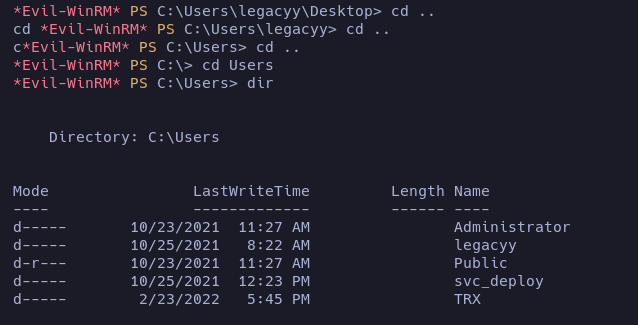 *Evil-WinRM* PS C:\Users\legacyy\Desktop> cd ..
cd *Evil-WinRM* PS C:\Users\legacyy> cd ..
c*Evil-WinRM* PS C:\Users> cd ..
*Evil-WinRM* PS C:\> cd Users
*Evil-WinRM* PS C:\Users> dir
Directory: C:\Users
Mode                LastWriteTime         Length Name
----                -------------         ------ ----
d-----       10/23/2021  11:27 AM                Administrator
d-----       10/25/2021   8:22 AM                legacyy
d-r---       10/23/2021  11:27 AM                Public
d-----       10/25/2021  12:23 PM                svc_deploy
d-----        2/23/2022   5:45 PM                TRX